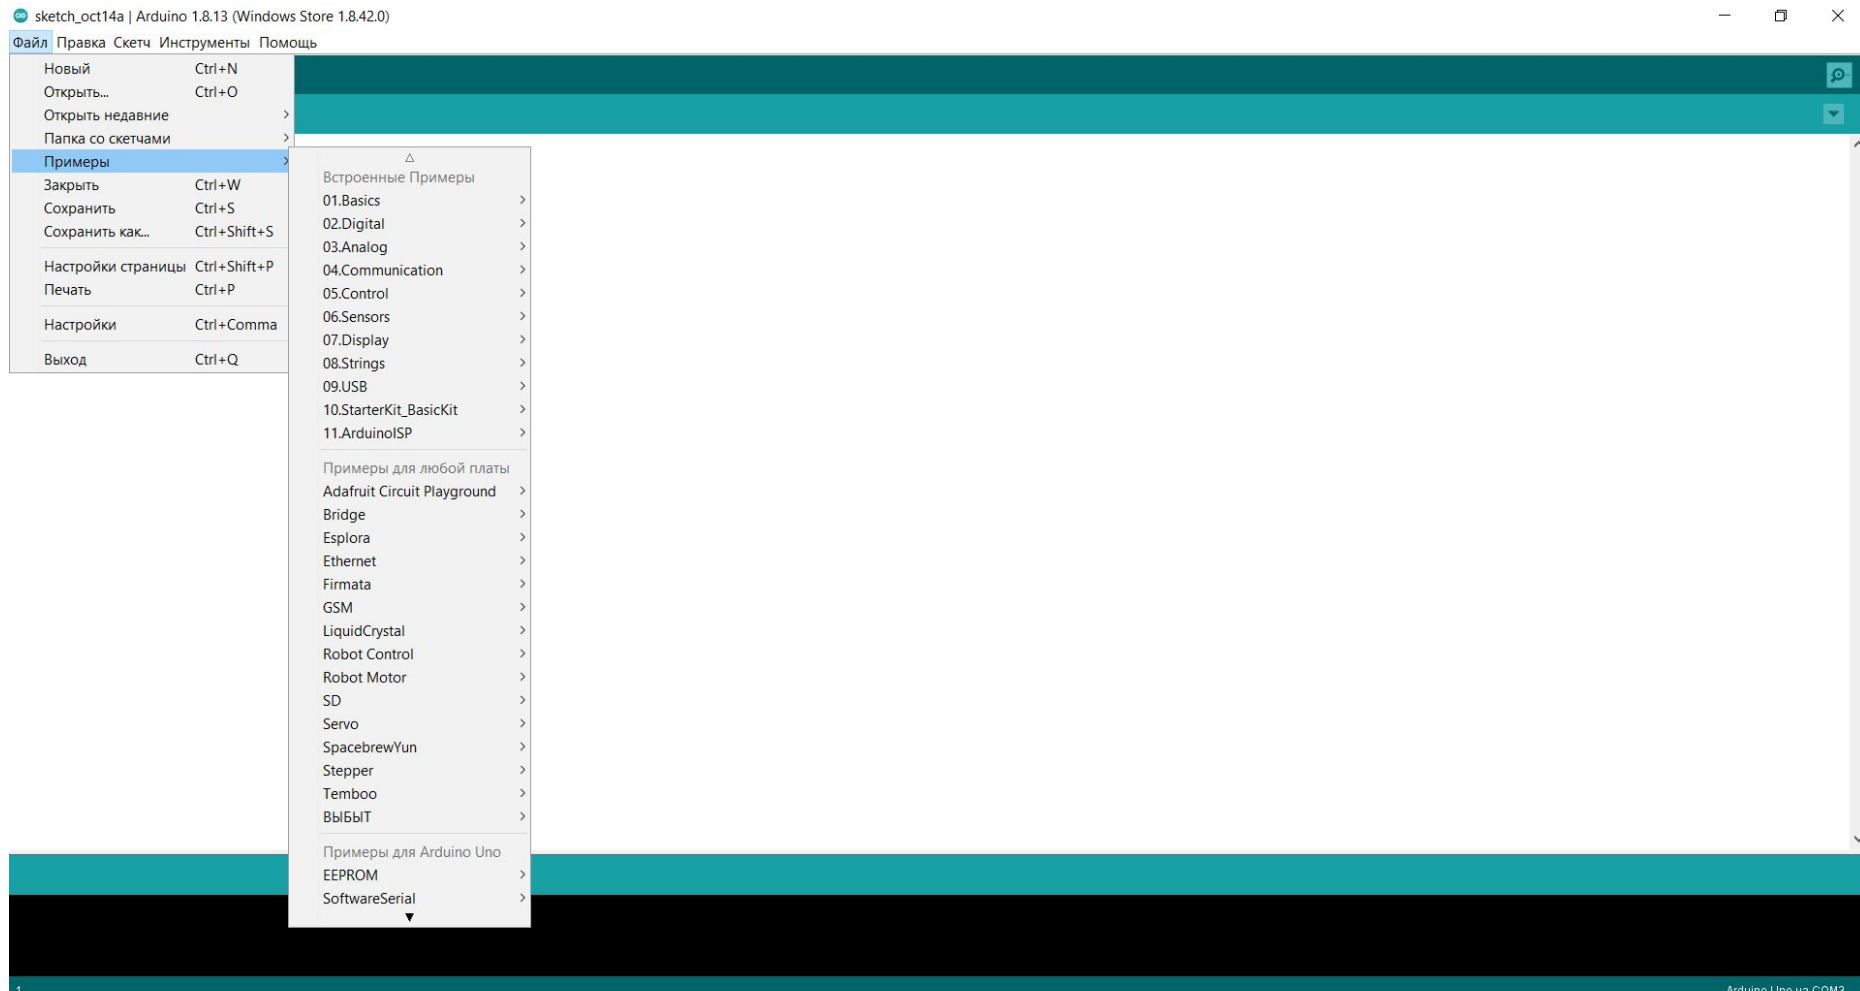 sketch_oct14a | Arduino 1.8.13 (Windows Store 1.8.42.0)
Файл Правка Скетч Инструменты Помощь
Новый Ctrl+N
Открыть... Ctrl+O
Открыть недавние
Папка со скетчами
Примеры
Закрыть Ctrl+W
Сохранить Ctrl+S
Сохранить как... Ctrl+Shift+S
Настройки страницы Ctrl+Shift+P
Печать Ctrl+P
Настройки Ctrl+Comma
Выход Ctrl+Q
Встроенные Примеры
01.Basics
02.Digital
03.Analog
04.Communication
05.Control
06.Sensors
07.Display
08.Strings
09.USB
10.StarterKit_BasicKit
11.ArduinoISP
Примеры для любой платы
Adafruit Circuit Playground
Bridge
Esplora
Ethernet
Firmata
GSM
LiquidCrystal
Robot Control
Robot Motor
SD
Servo
SpacebrewYun
Stepper
Temboo
ВЫБЫТ
Примеры для Arduino Uno
EEPROM
SoftwareSerial
1 Arduino Uno на COM3